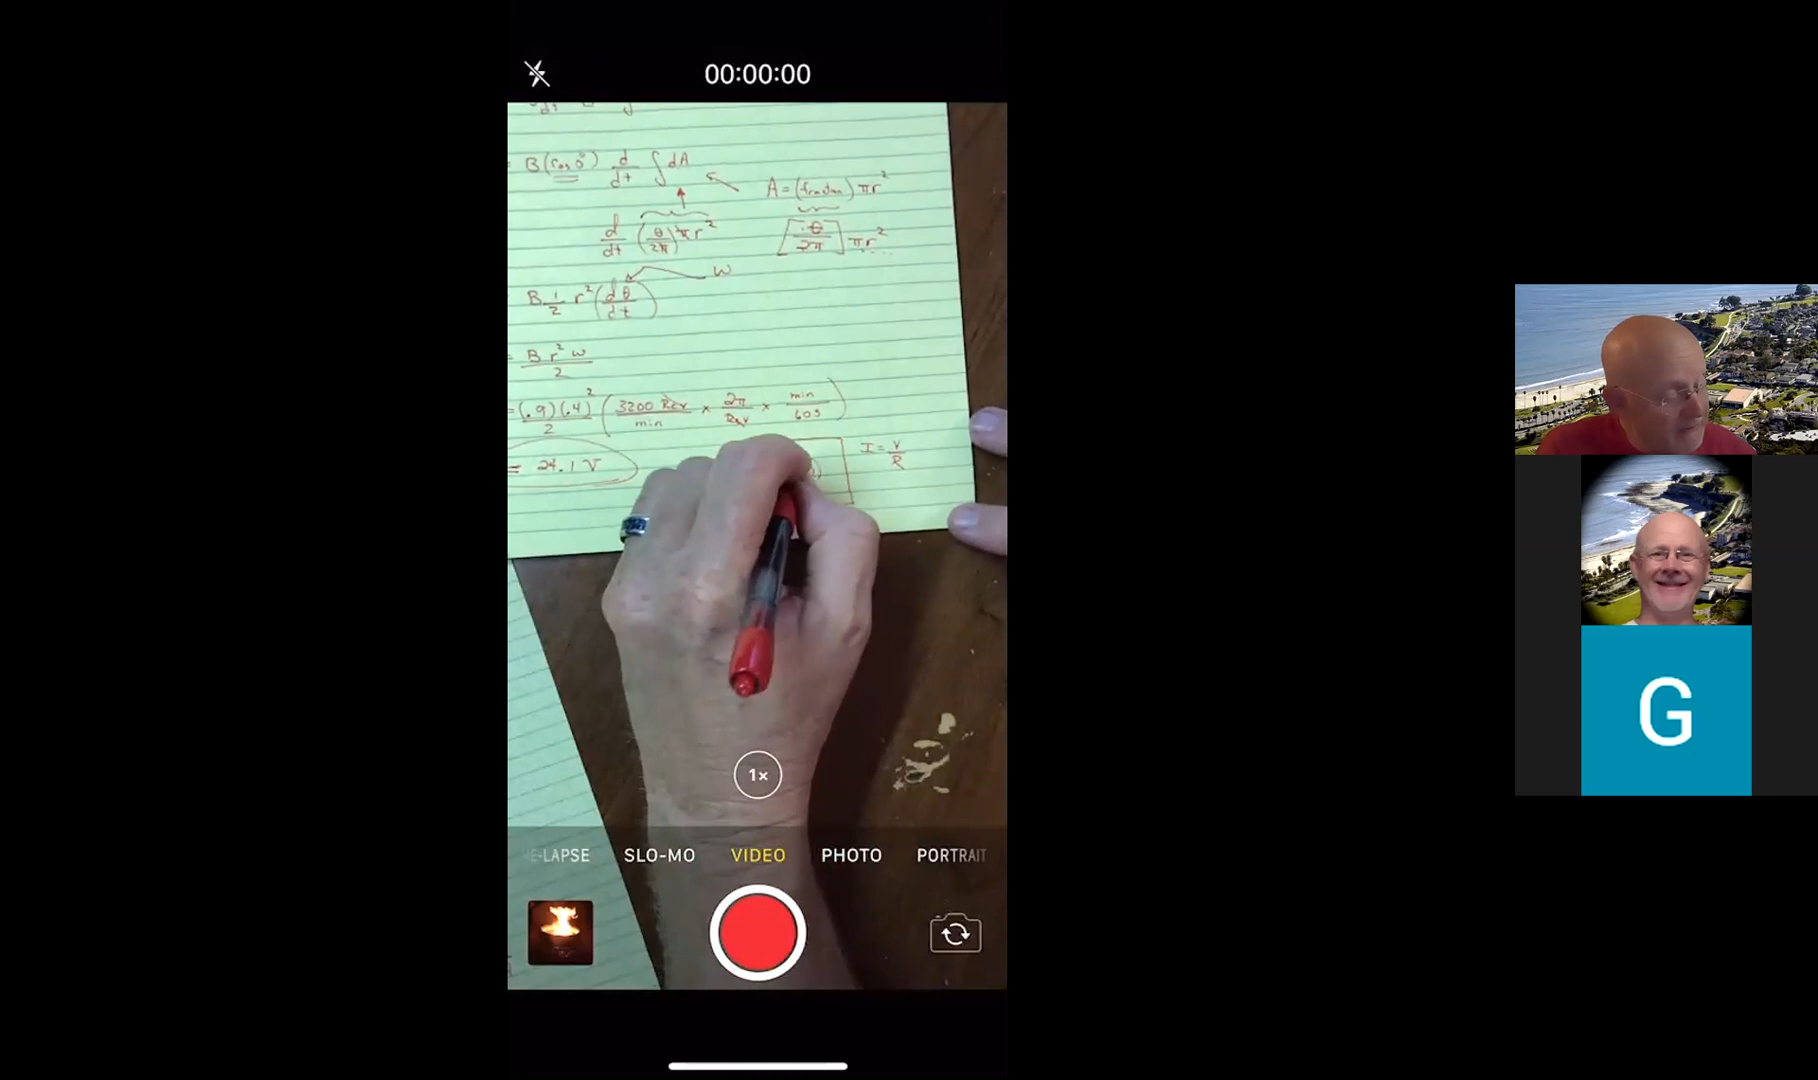 00:00:00
dt
= B(cos 0°) d/dt ∫dA
A = (fraction) πr²
d/dt (θ/2π) πr²
[θ/2π] πr²
ω
B 1/2 r² (dθ/dt)
= B r² ω / 2
= (.9)(.4)² / 2 (3200 Rev / min × 2π / Rev × min / 60s)
I = V/R
= 24.1 V
1×
E-LAPSE SLO-MO VIDEO PHOTO PORTRAIT
G